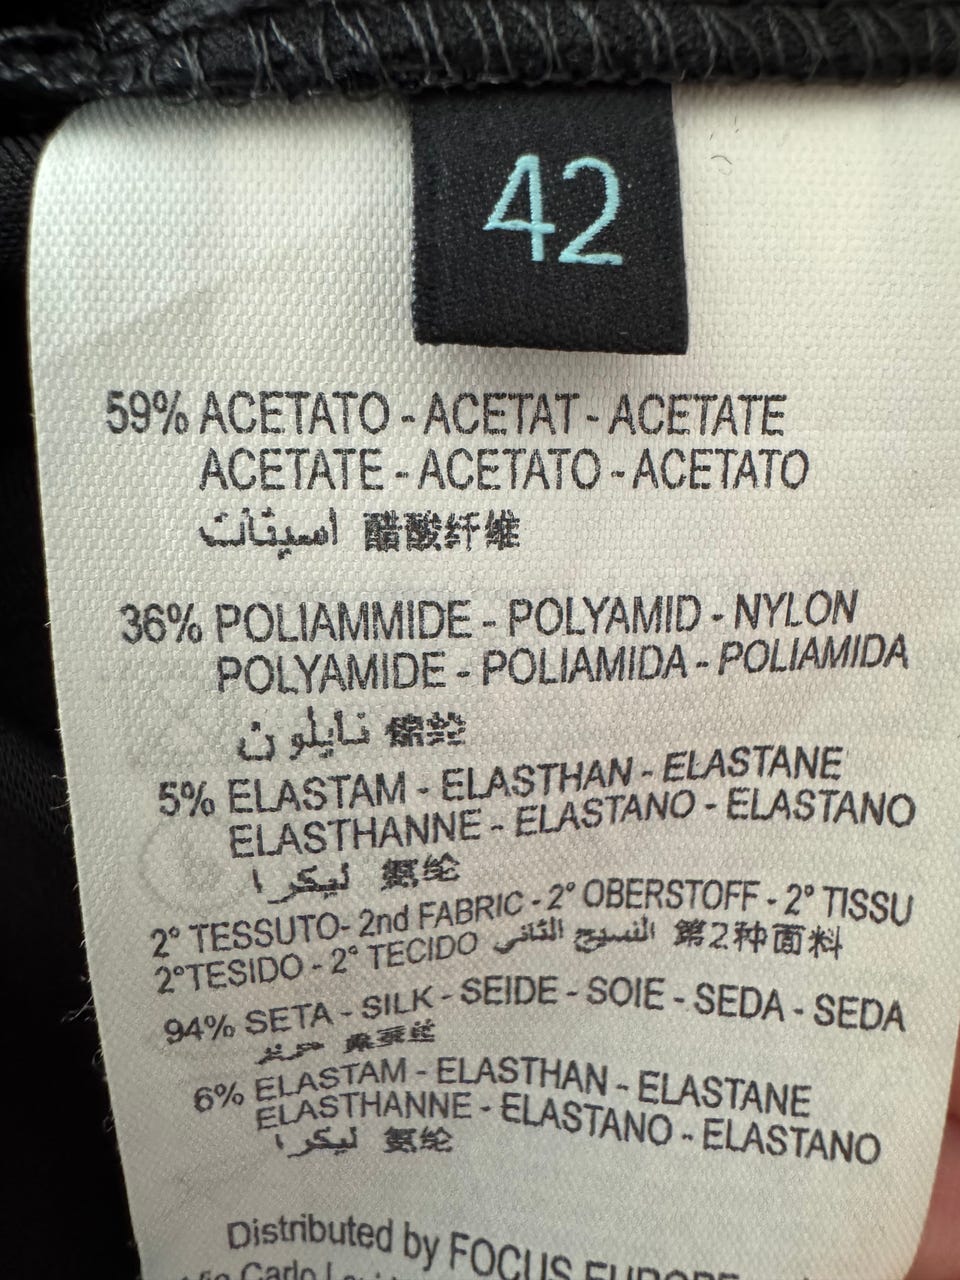 42
59% ACETATO - ACETAT - ACETATE
ACETATE - ACETATO - ACETATO
اسيتات 醋酸纤维
36% POLIAMMIDE - POLYAMID - NYLON
POLYAMIDE - POLIAMIDA - POLIAMIDA
نايلون 锦纶
5% ELASTAM - ELASTHAN - ELASTANE
ELASTHANNE - ELASTANO - ELASTANO
ليكرا 氨纶
2° TESSUTO- 2nd FABRIC - 2° OBERSTOFF - 2° TISSU
2°TESIDO - 2° TECIDO النسيج الثاني 第2种面料
94% SETA - SILK - SEIDE - SOIE - SEDA - SEDA
حرير 桑蚕丝
6% ELASTAM - ELASTHAN - ELASTANE
ELASTHANNE - ELASTANO - ELASTANO
ليكرا 氨纶
Distributed by FOCUS EUROPE
Carlo